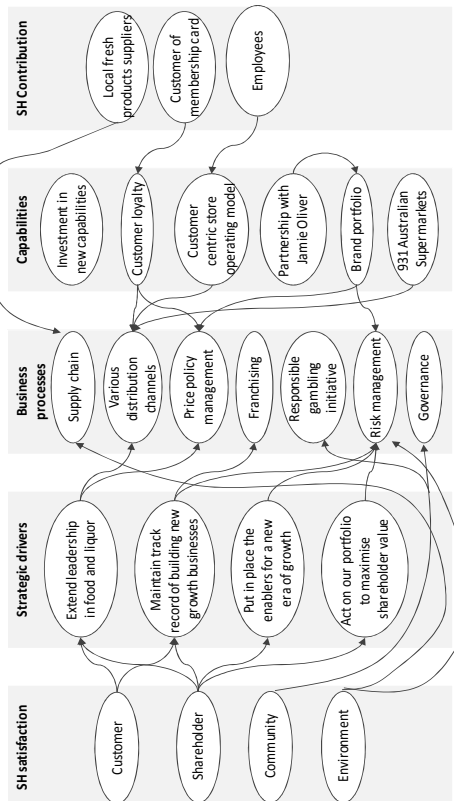 SH satisfaction
Customer
Shareholder
Community
Environment
Strategic drivers
Extend leadership
in food and liquor
Maintain track
record of building new
growth businesses
Put in place the
enablers for a new
era of growth
Act on our portfolio
to maximise
shareholder value
Business
processes
Supply chain
Various
distribution
channels
Price policy
management
Franchising
Responsible
gambling
initiative
Risk management
Governance
Capabilities
Investment in
new capabilities
Customer loyalty
Customer
centric store
operating model
Partnership with
Jamie Oliver
Brand portfolio
931 Australian
Supermarkets
SH Contribution
Local fresh
products suppliers
Customer of
membership card
Employees